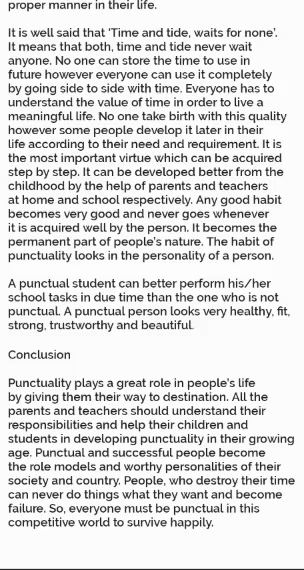 proper manner in their life.
It is well said that 'Time and tide, waits for none'.
It means that both, time and tide never wait
anyone. No one can store the time to use in
future however everyone can use it completely
by going side to side with time. Everyone has to
understand the value of time in order to live a
meaningful life. No one take birth with this quality
however some people develop it later in their
life according to their need and requirement. It is
the most important virtue which can be acquired
step by step. It can be developed better from the
childhood by the help of parents and teachers
at home and school respectively. Any good habit
becomes very good and never goes whenever
it is acquired well by the person. It becomes the
permanent part of people's nature. The habit of
punctuality looks in the personality of a person.
A punctual student can better perform his/her
school tasks in due time than the one who is not
punctual. A punctual person looks very healthy, fit,
strong, trustworthy and beautiful.
Conclusion
Punctuality plays a great role in people's life
by giving them their way to destination. All the
parents and teachers should understand their
responsibilities and help their children and
students in developing punctuality in their growing
age. Punctual and successful people become
the role models and worthy personalities of their
society and country. People, who destroy their time
can never do things what they want and become
failure. So, everyone must be punctual in this
competitive world to survive happily.